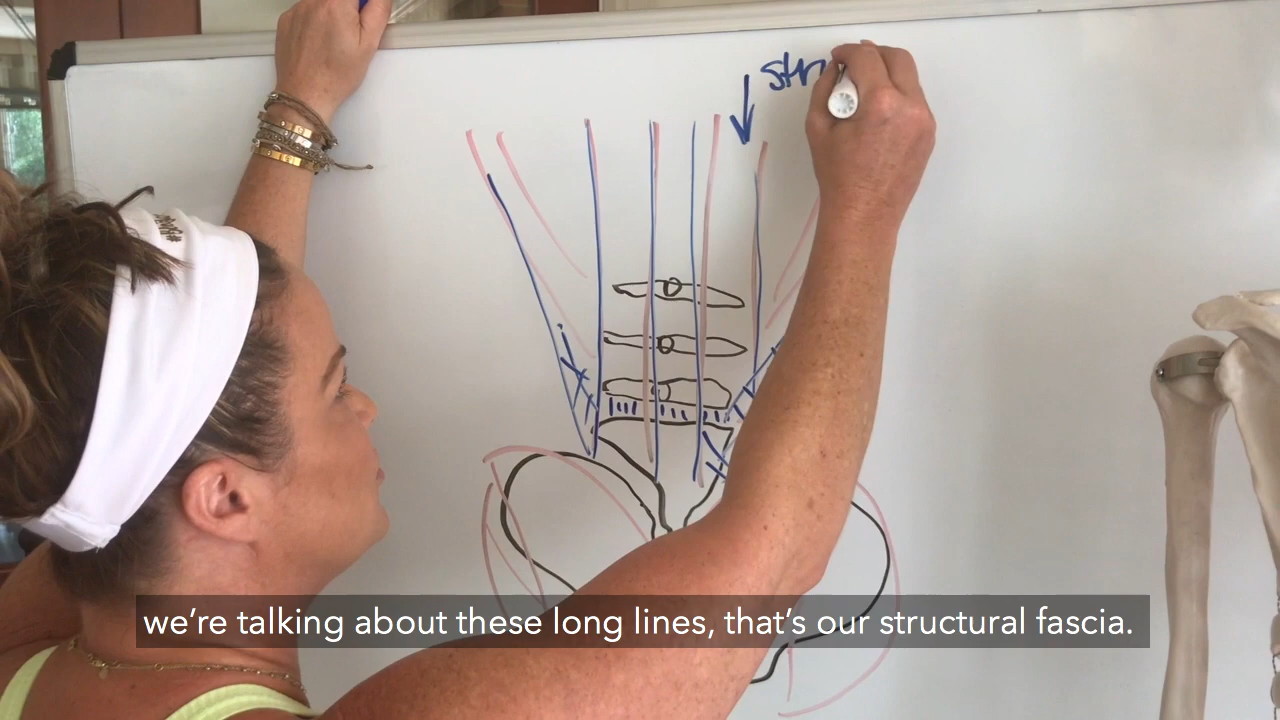 str
we're talking about these long lines, that's our structural fascia.